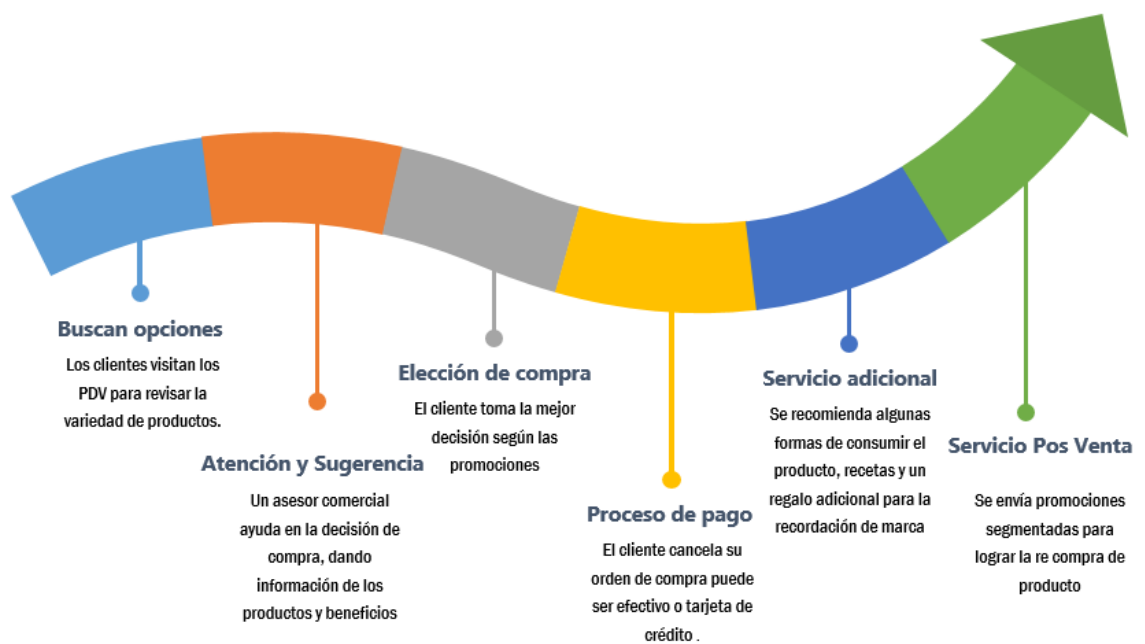 Buscan opciones
Los clientes visitan los
PDV para revisar la
variedad de productos.
Atención y Sugerencia
Un asesor comercial
ayuda en la decisión de
compra, dando
información de los
productos y beneficios
Elección de compra
El cliente toma la mejor
decisión según las
promociones
Proceso de pago
El cliente cancela su
orden de compra puede
ser efectivo o tarjeta de
crédito .
Servicio adicional
Se recomienda algunas
formas de consumir el
producto, recetas y un
regalo adicional para la
recordación de marca
Servicio Pos Venta
Se envía promociones
segmentadas para
lograr la re compra de
producto